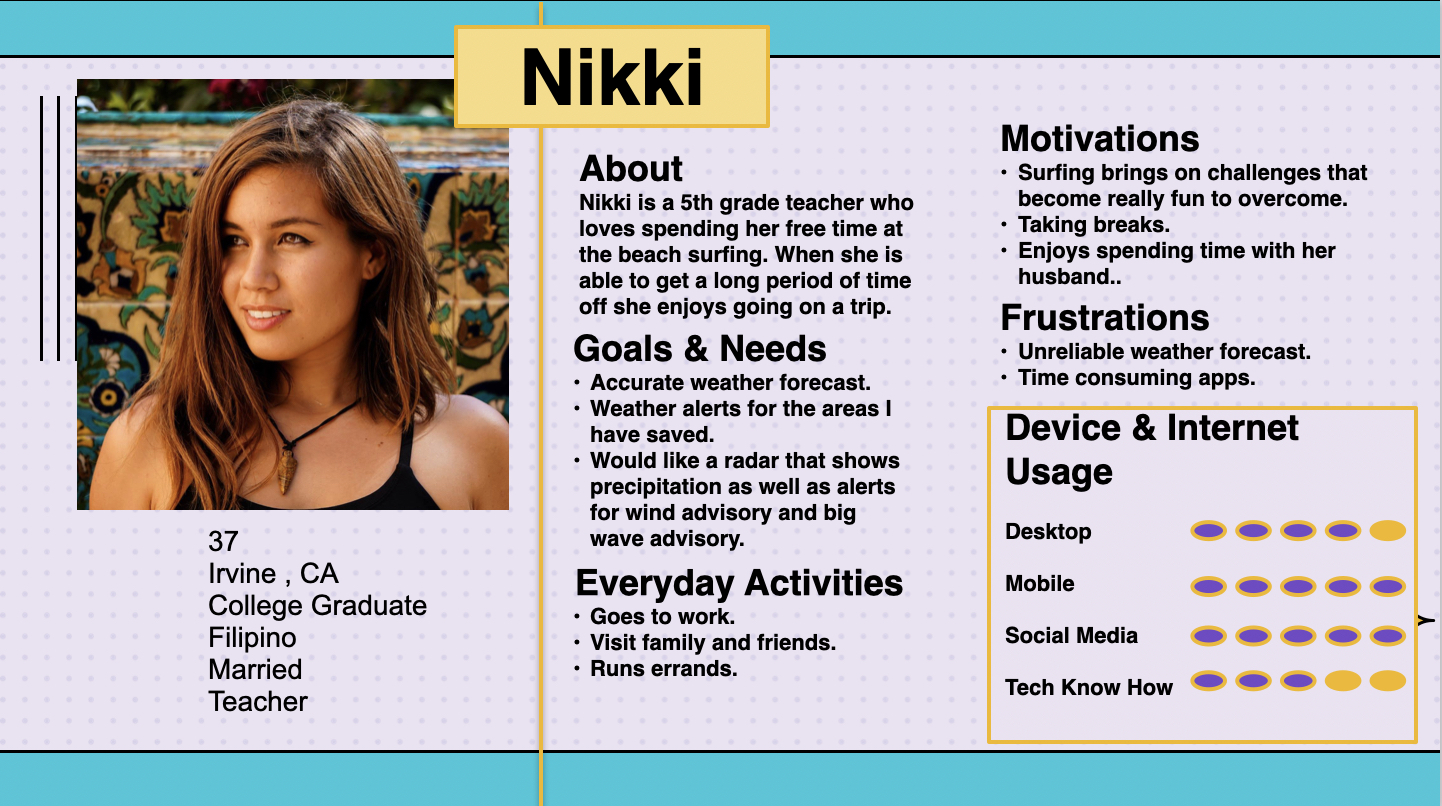 Nikki
37
Irvine , CA
College Graduate
Filipino
Married
Teacher
About
Nikki is a 5th grade teacher who
loves spending her free time at
the beach surfing. When she is
able to get a long period of time
off she enjoys going on a trip.
Goals & Needs
• Accurate weather forecast.
• Weather alerts for the areas I
have saved.
• Would like a radar that shows
precipitation as well as alerts
for wind advisory and big
wave advisory.
Everyday Activities
• Goes to work.
• Visit family and friends.
• Runs errands.
Motivations
• Surfing brings on challenges that
become really fun to overcome.
• Taking breaks.
• Enjoys spending time with her
husband..
Frustrations
• Unreliable weather forecast.
• Time consuming apps.
Device & Internet
Usage
Desktop
Mobile
Social Media
Tech Know How